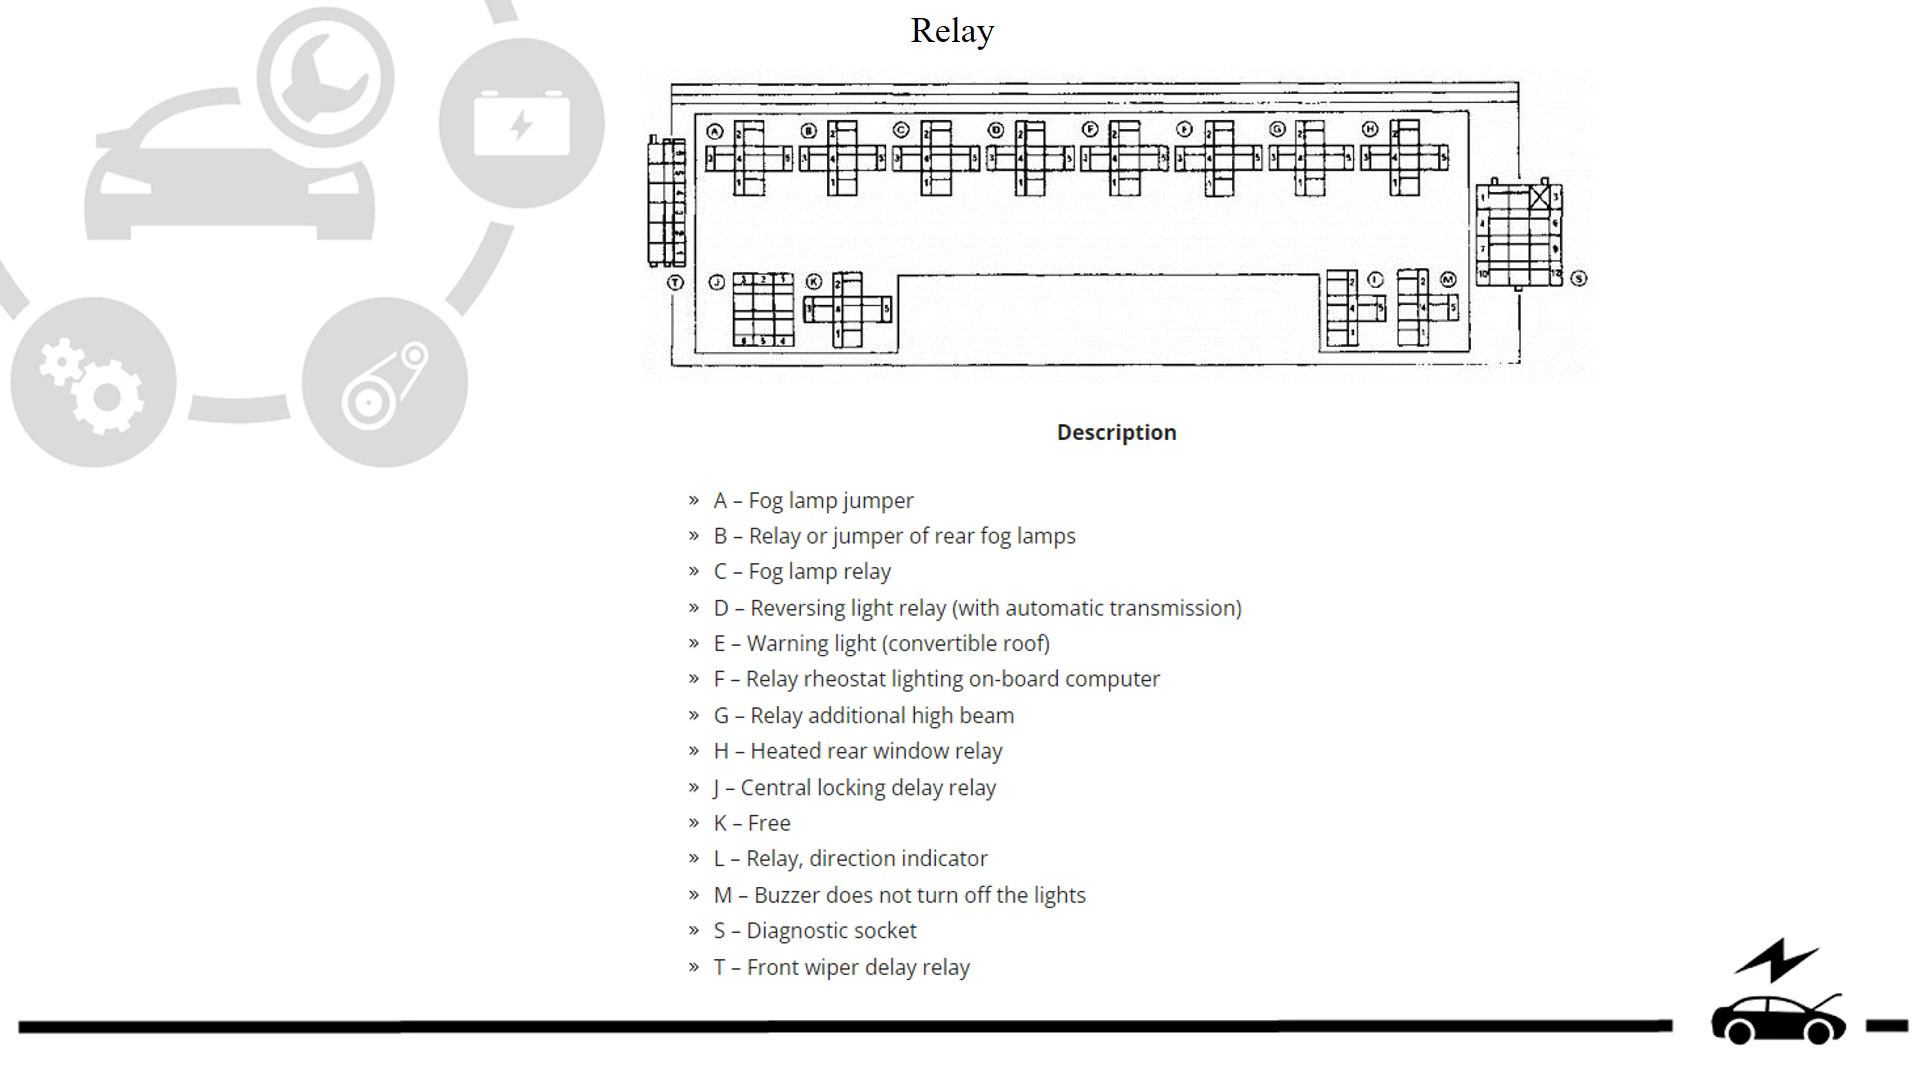 Relay
A B C D F F G H
T J K I M S
Description
» A – Fog lamp jumper
» B – Relay or jumper of rear fog lamps
» C – Fog lamp relay
» D – Reversing light relay (with automatic transmission)
» E – Warning light (convertible roof)
» F – Relay rheostat lighting on-board computer
» G – Relay additional high beam
» H – Heated rear window relay
» J – Central locking delay relay
» K – Free
» L – Relay, direction indicator
» M – Buzzer does not turn off the lights
» S – Diagnostic socket
» T – Front wiper delay relay